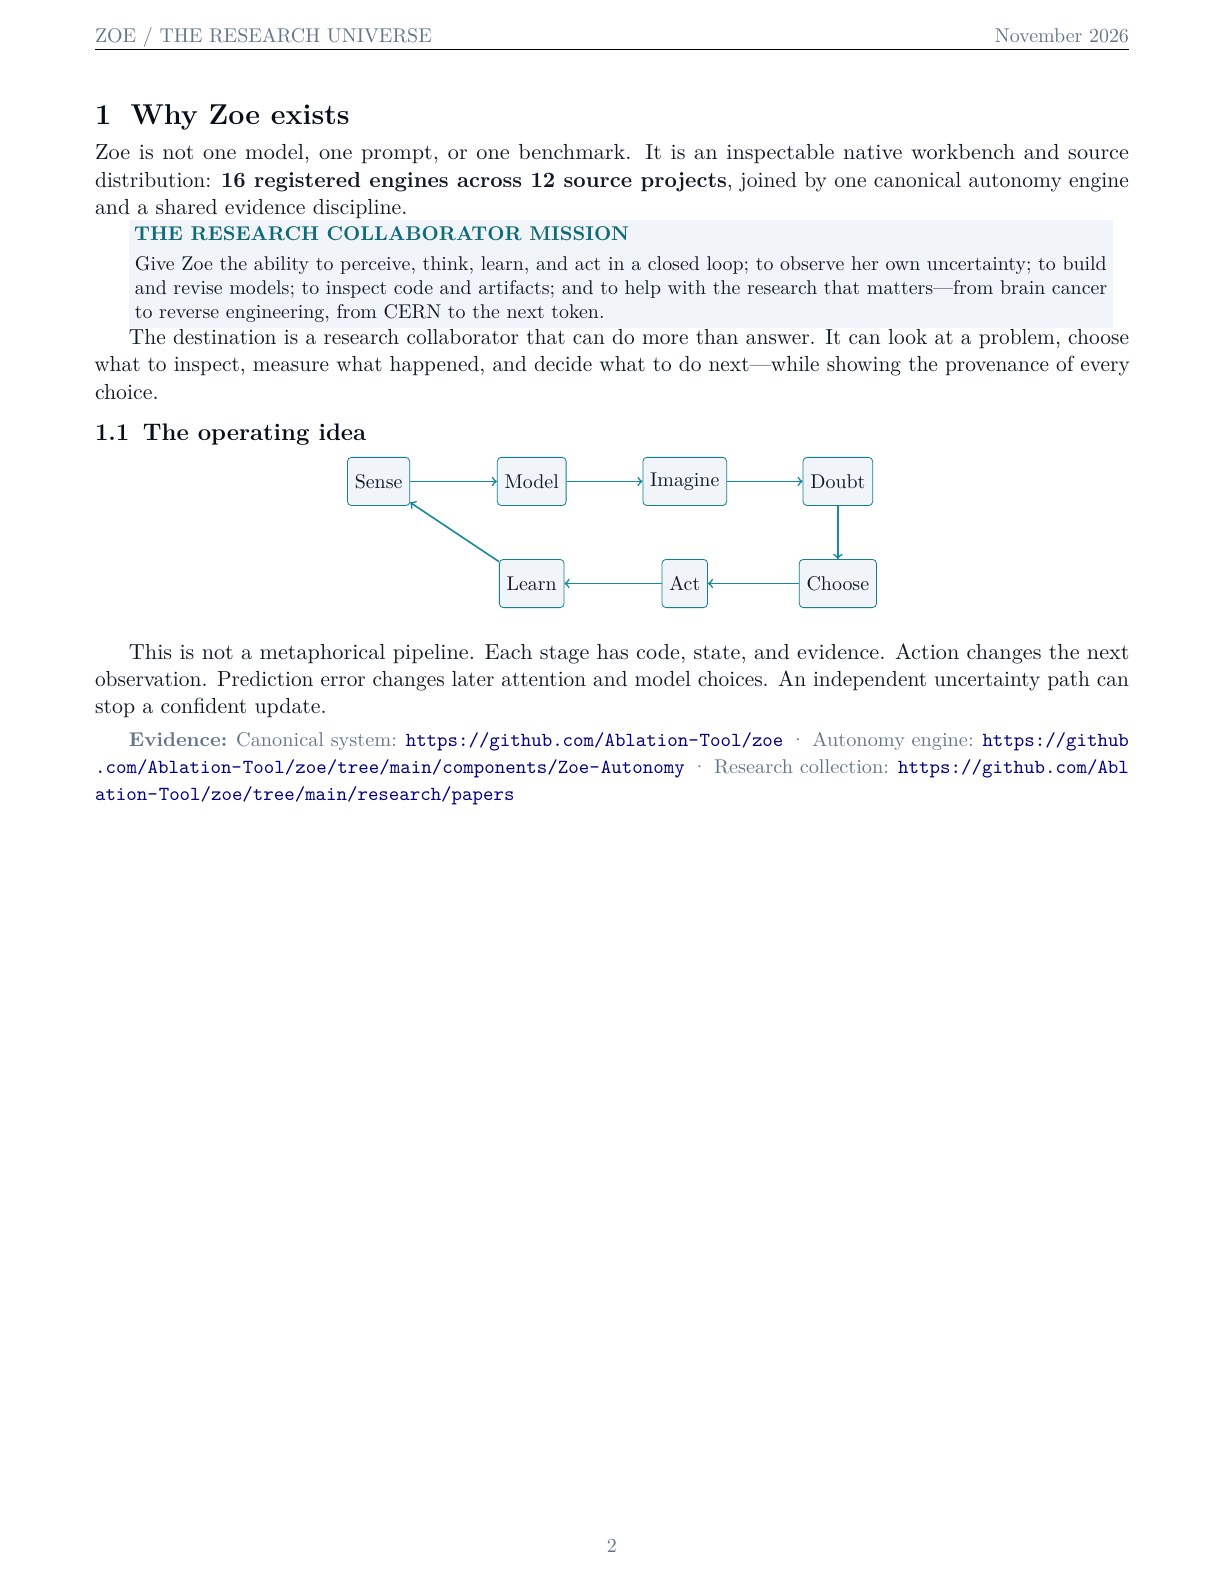 ZOE / THE RESEARCH UNIVERSE
November 2026
1 Why Zoe exists
Zoe is not one model, one prompt, or one benchmark. It is an inspectable native workbench and source
distribution: 16 registered engines across 12 source projects, joined by one canonical autonomy engine
and a shared evidence discipline.
THE RESEARCH COLLABORATOR MISSION
Give Zoe the ability to perceive, think, learn, and act in a closed loop; to observe her own uncertainty; to build
and revise models; to inspect code and artifacts; and to help with the research that matters—from brain cancer
to reverse engineering, from CERN to the next token.
The destination is a research collaborator that can do more than answer. It can look at a problem, choose
what to inspect, measure what happened, and decide what to do next—while showing the provenance of every
choice.
1.1 The operating idea
Sense
Model
Imagine
Doubt
Learn
Act
Choose
This is not a metaphorical pipeline. Each stage has code, state, and evidence. Action changes the next
observation. Prediction error changes later attention and model choices. An independent uncertainty path can
stop a confident update.
Evidence: Canonical system: https://github.com/Ablation-Tool/zoe · Autonomy engine: https://github
.com/Ablation-Tool/zoe/tree/main/components/Zoe-Autonomy · Research collection: https://github.com/Abl
ation-Tool/zoe/tree/main/research/papers
2